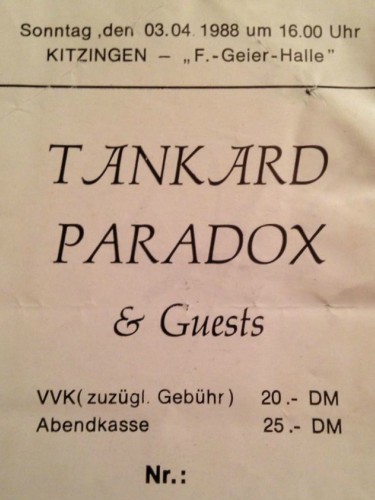 Sonntag ,den 03.04. 1988 um 16.00 Uhr
KITZINGEN – „F.-Geier-Halle"
TANKARD
PARADOX
& Guests
VVK( zuzügl. Gebühr ) 20.- DM
Abendkasse 25.- DM
Nr.: